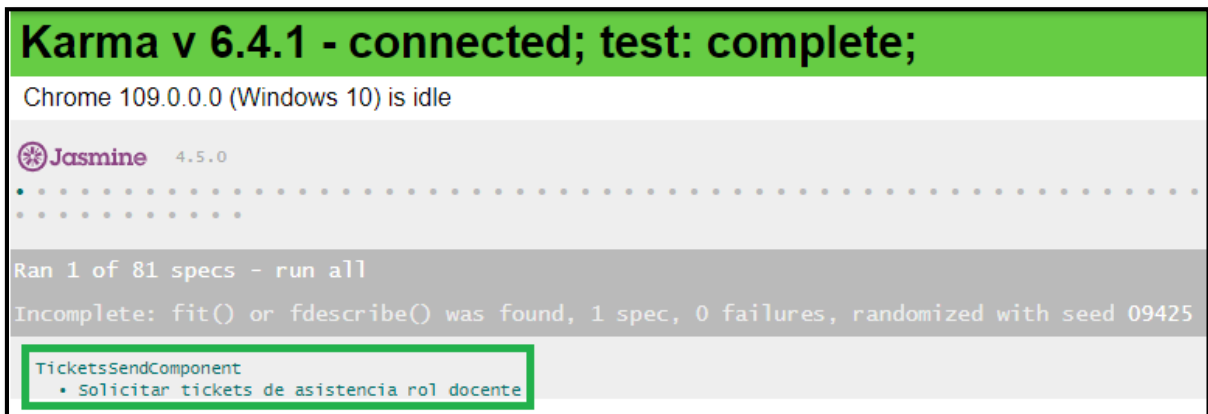 Karma v 6.4.1 - connected; test: complete;
Chrome 109.0.0.0 (Windows 10) is idle
Jasmine 4.5.0
Ran 1 of 81 specs - run all
Incomplete: fit() or fdescribe() was found, 1 spec, 0 failures, randomized with seed 09425
TicketsSendComponent
• Solicitar tickets de asistencia rol docente